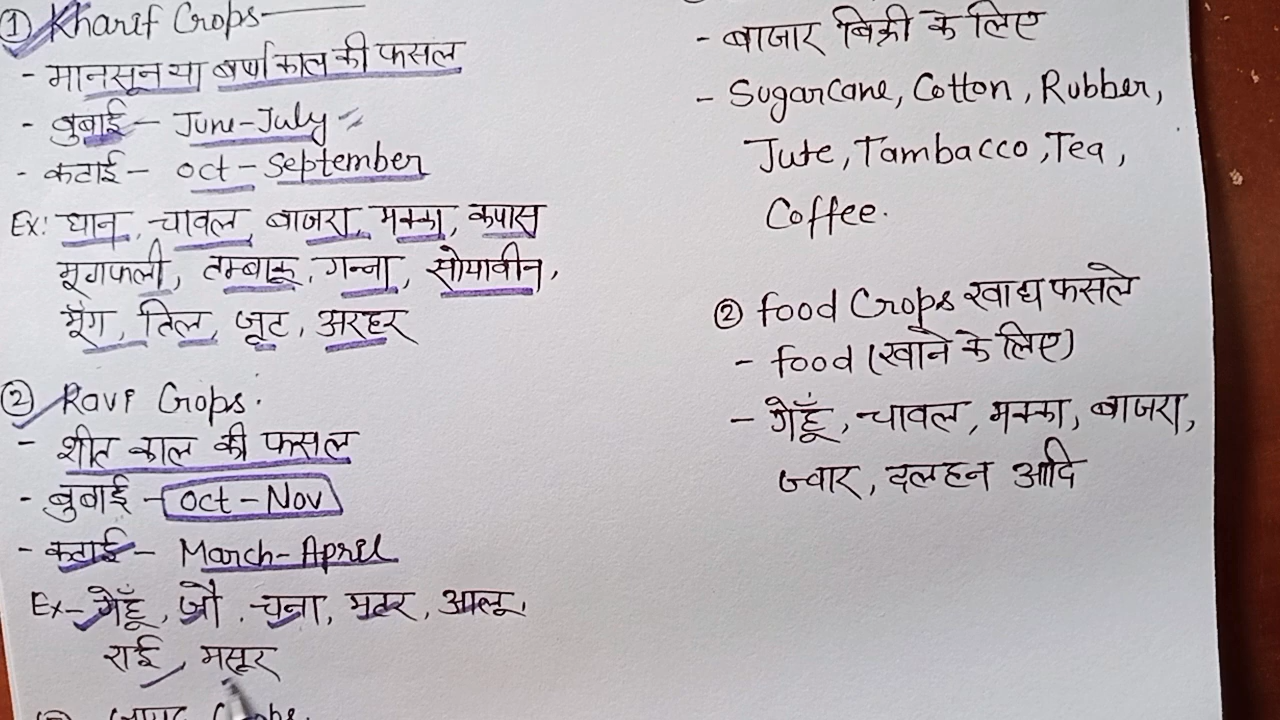 ① Kharif Crops
- मानसून या बर्षा काल की फसल
- बुबाई - June-July
- कटाई - oct - September
Ex: धान, चावल, बाजरा, मक्का, कपास
मूगफली, तम्बाकू, गन्ना, सोयावीन,
मूँग, तिल, जूट, अरहर
② Ravi Crops.
- शीत काल की फसल
- बुबाई - oct - Nov
- कटाई - March - April
Ex- गेहूँ, जौ, चना, मटर, आलू,
राई, मसूर
Crops.
- बाजार बिक्री के लिए
- Sugarcane, Cotton, Rubber,
Jute, Tambacco, Tea,
Coffee.
② food Crops खाद्य फसले
- food (खाने के लिए)
- गेहूँ, चावल, मक्का, बाजरा,
ज्वार, दलहन आदि